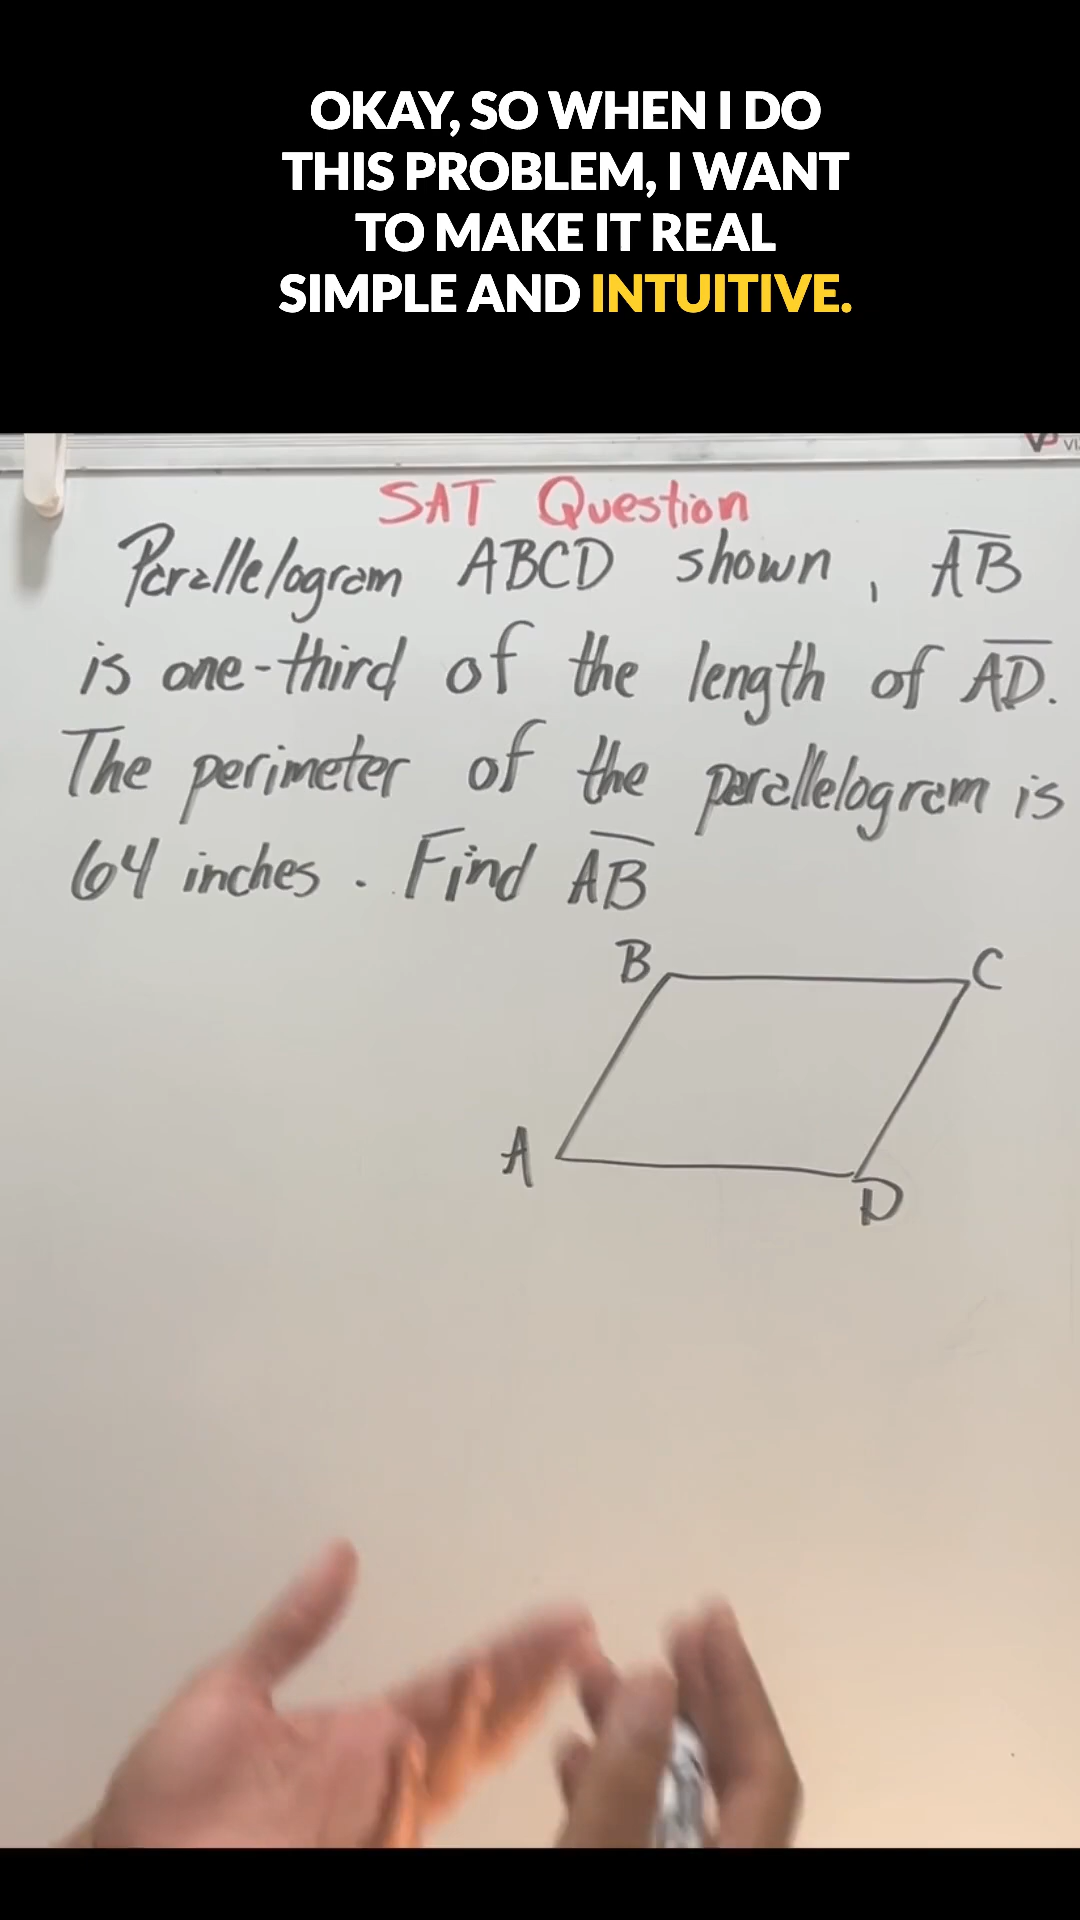 OKAY, SO WHEN I DO
THIS PROBLEM, I WANT
TO MAKE IT REAL
SIMPLE AND INTUITIVE.
VI
SAT Question
Parallelogram ABCD shown, AB
is one-third of the length of AD.
The perimeter of the parallelogram is
64 inches. Find AB
B C
A
D